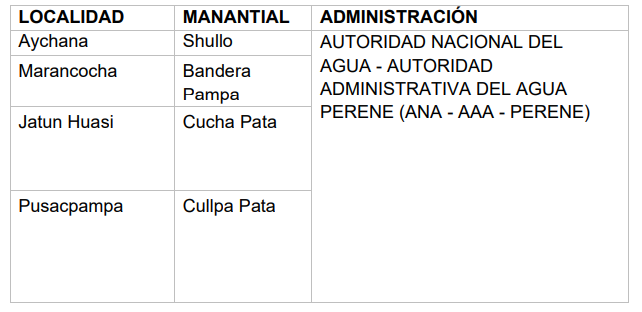 LOCALIDAD MANANTIAL ADMINISTRACIÓN
Aychana Shullo AUTORIDAD NACIONAL DEL
AGUA - AUTORIDAD
Marancocha Bandera
Pampa
ADMINISTRATIVA DEL AGUA
PERENE (ANA - AAA - PERENE)
Jatun Huasi Cucha Pata
Pusacpampa Cullpa Pata